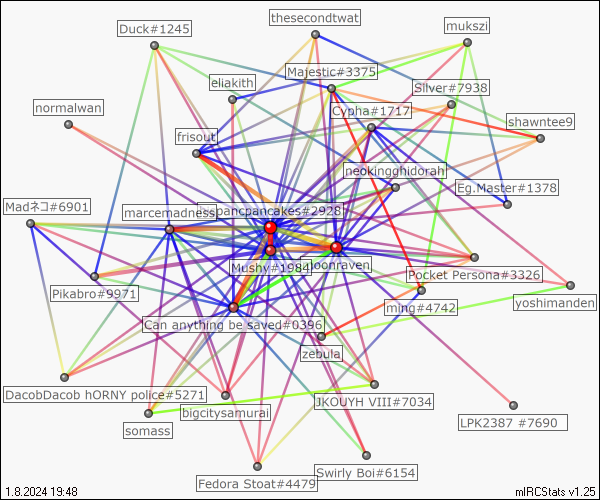 thesecondtwat
Duck#1245
mukszi
Majestic#3375
eliakith
Silver#7938
normalwan
Cypha#1717
shawntee9
frisout
neokingghidorah
Eg.Master#1378
Madネコ#6901
marcemadness
spancpancakes#2928
Mushy#1984
moonraven
Pocket Persona#3326
Pikabro#9971
yoshimanden
ming#4742
Can anything be saved#0396
zebula
DacobDacob hORNY police#5271
JKOUYH VIII#7034
bigcitysamurai
LPK2387 #7690
somass
Swirly Boi#6154
Fedora Stoat#4479
1.8.2024 19:48
mIRCStats v1.25